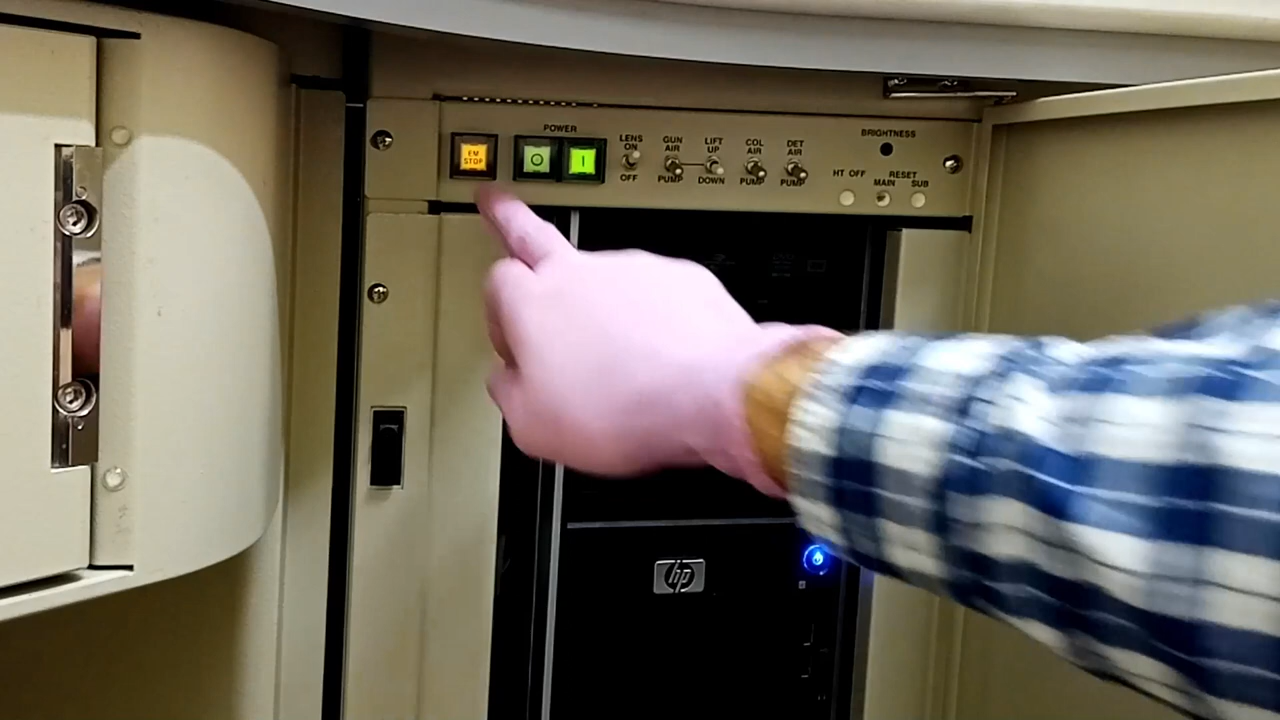 POWER
EM
STOP
O
I
LENS
ON
OFF
GUN
AIR
PUMP
LIFT
UP
DOWN
COL
AIR
PUMP
DET
AIR
PUMP
BRIGHTNESS
HT OFF
RESET
MAIN
SUB
hp